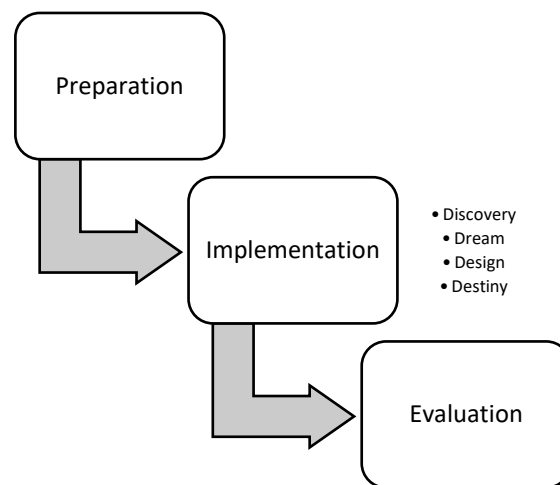 Preparation
Implementation
• Discovery
• Dream
• Design
• Destiny
Evaluation